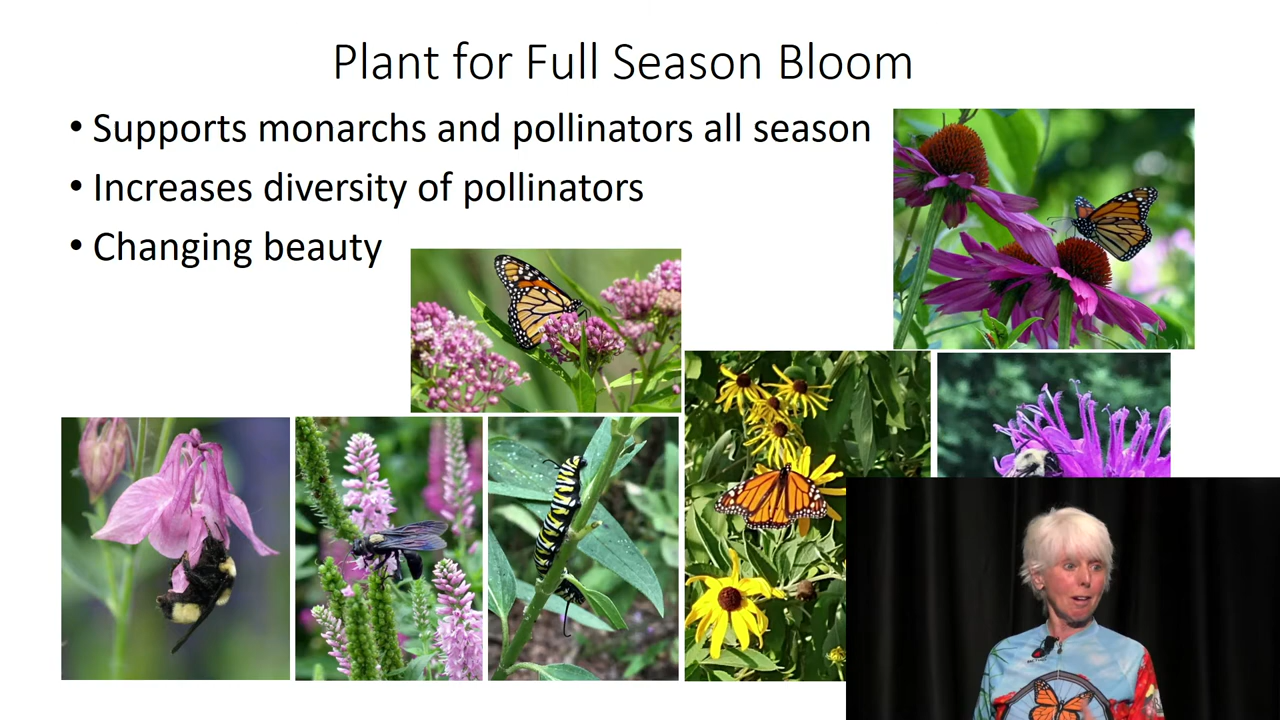 Plant for Full Season Bloom
• Supports monarchs and pollinators all season
• Increases diversity of pollinators
• Changing beauty